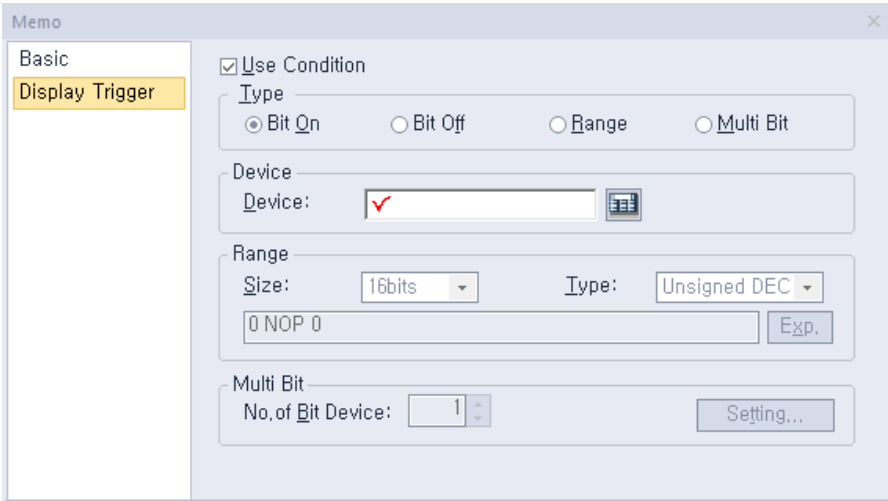 Memo
Basic
Display Trigger
Use Condition
Type
Bit On
Bit Off
Range
Multi Bit
Device
Device:
Range
Size:
16bits
Type:
Unsigned DEC
0 NOP 0
Exp.
Multi Bit
No.of Bit Device:
1
Setting...